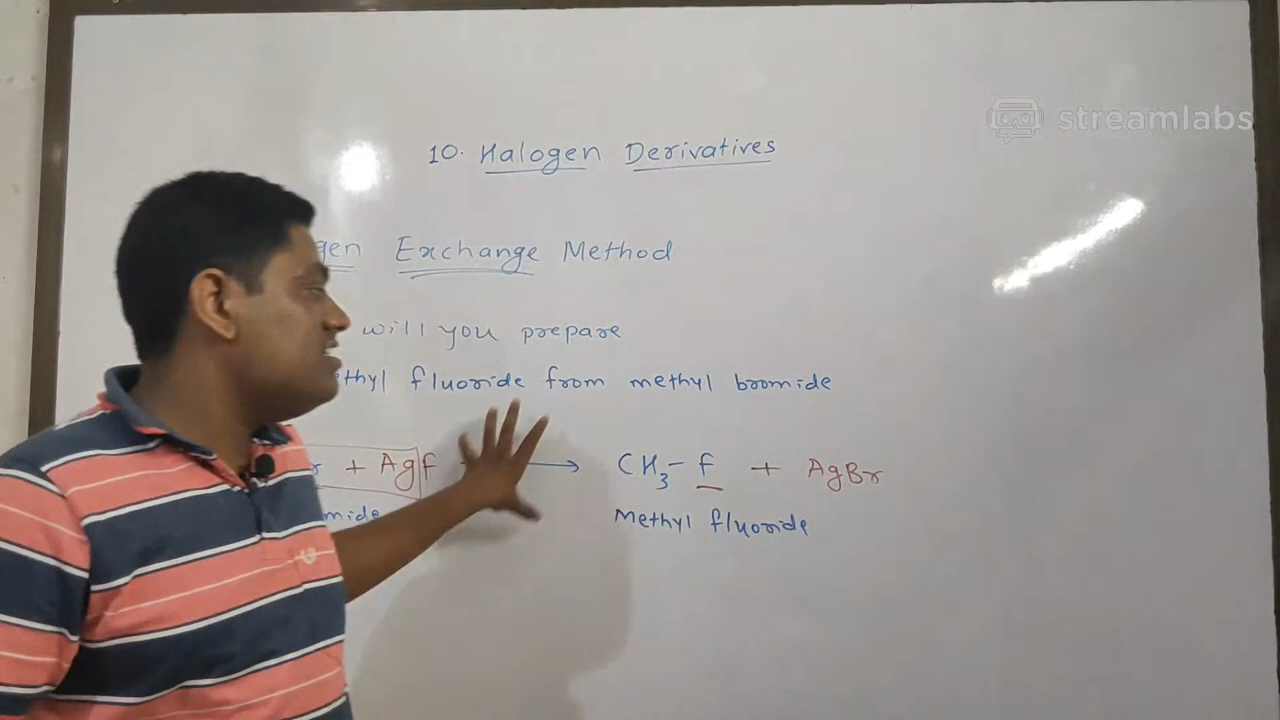 streamlabs
10. Halogen Derivatives
gen Exchange Method
will you prepare
ethyl fluoride from methyl bromide
r + AgF → CH3-F + AgBr
mide
Methyl fluoride